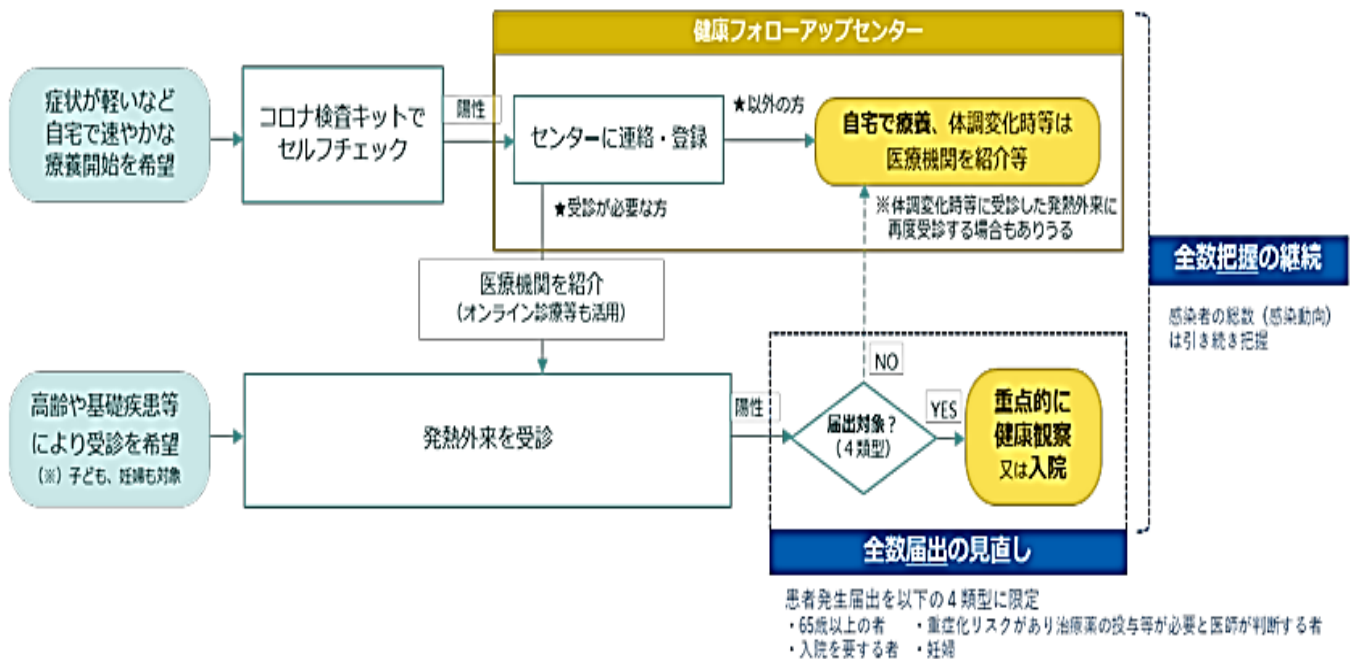 健康フォローアップセンター
症状が軽いなど
自宅で速やかな
療養開始を希望
コロナ検査キットで
セルフチェック
陽性
センターに連絡・登録
★以外の方
自宅で療養、体調変化時等は
医療機関を紹介等
★受診が必要な方
※体調変化時等に受診した発熱外来に
再度受診する場合もありうる
医療機関を紹介
(オンライン診療等も活用)
全数把握の継続
感染者の総数(感染動向)
は引き続き把握
高齢や基礎疾患等
により受診を希望
(※)子ども、妊婦も対象
発熱外来を受診
陽性
届出対象？
(4類型)
NO
YES
重点的に
健康観察
又は入院
全数届出の見直し
患者発生届出を以下の4類型に限定
・65歳以上の者 ・重症化リスクがあり治療薬の投与等が必要と医師が判断する者
・入院を要する者 ・妊婦